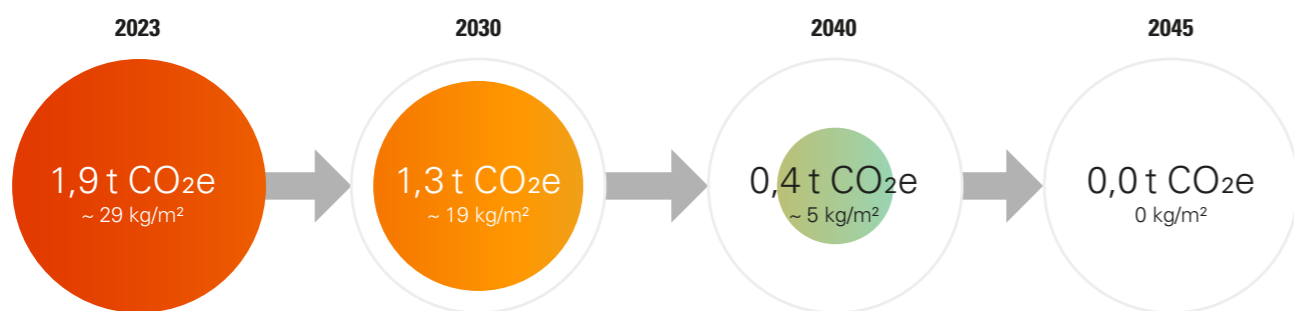 2023
2030
2040
2045
1,9 t CO₂e
~ 29 kg/m²
1,3 t CO₂e
~ 19 kg/m²
0,4 t CO₂e
~ 5 kg/m²
0,0 t CO₂e
0 kg/m²